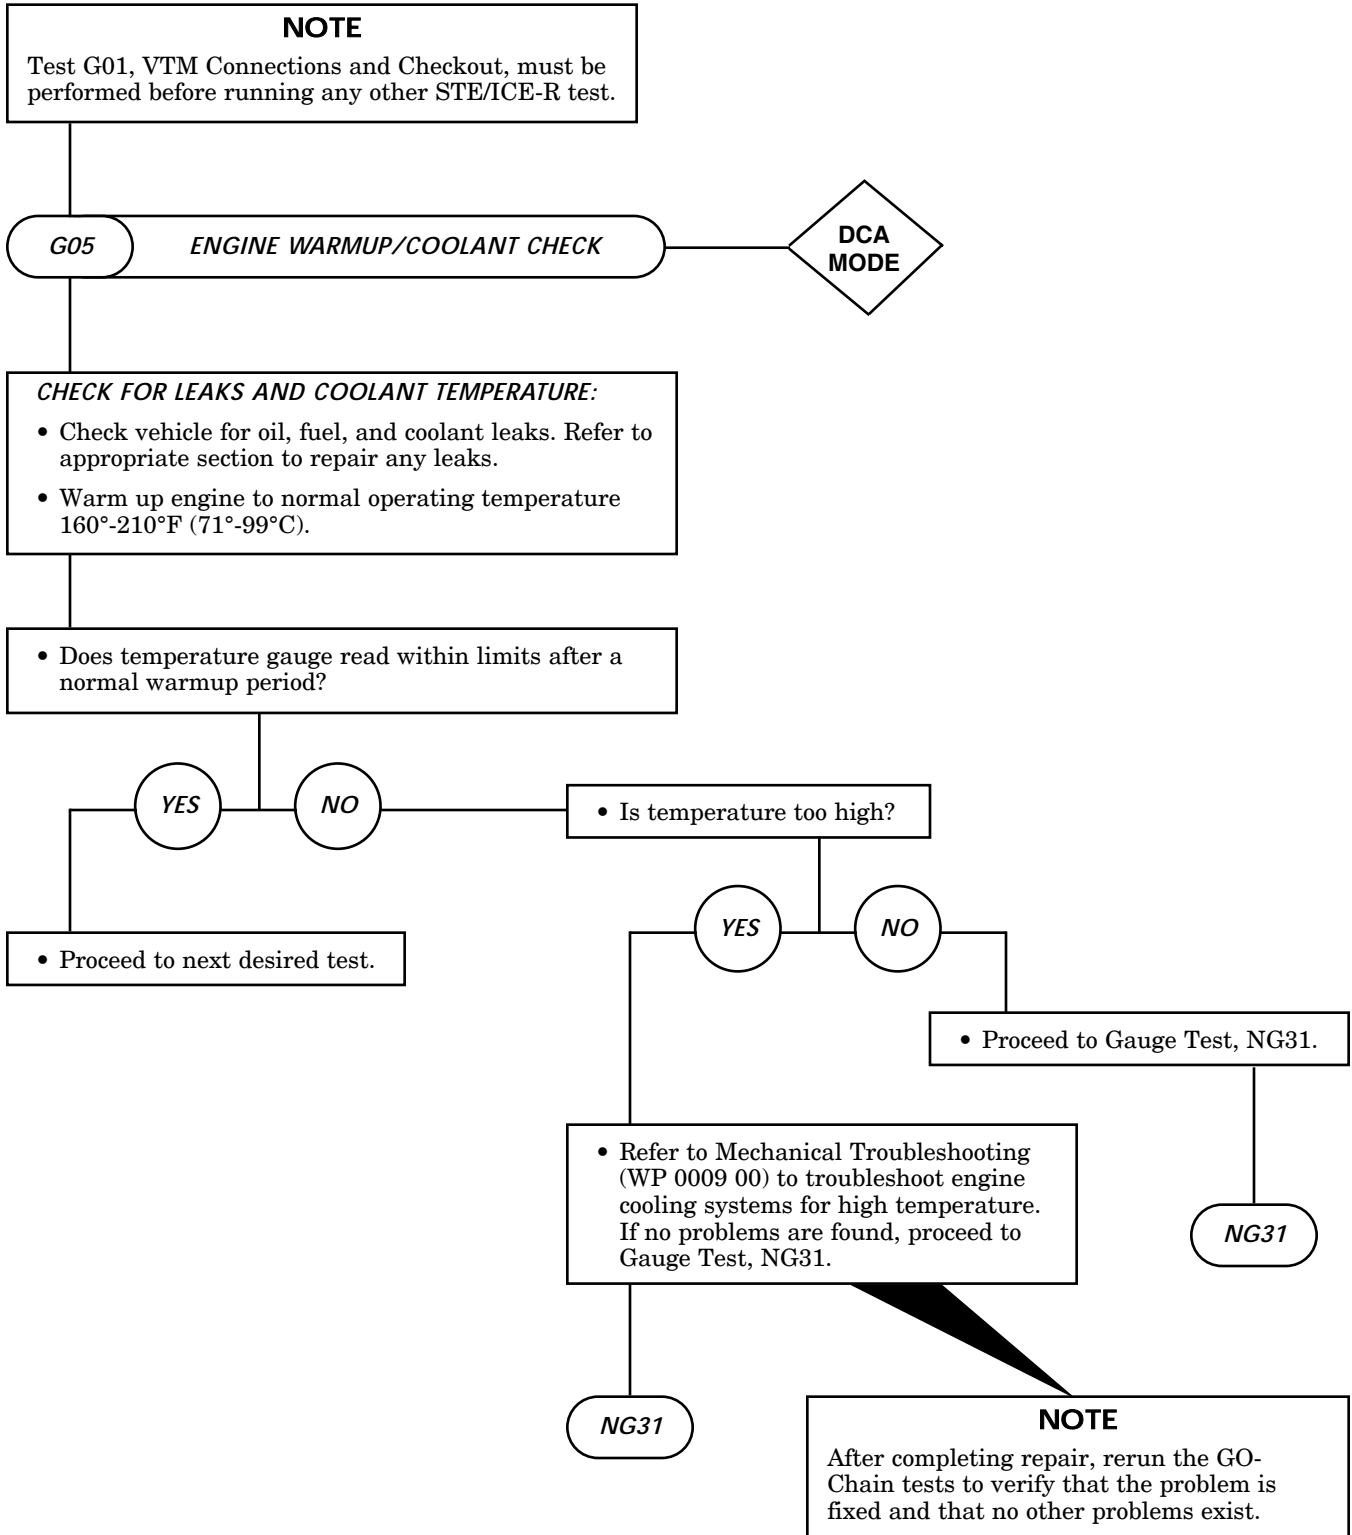 NOTE
Test G01, VTM Connections and Checkout, must be
performed before running any other STE/ICE-R test.
G05
ENGINE WARMUP/COOLANT CHECK
DCA
MODE
CHECK FOR LEAKS AND COOLANT TEMPERATURE:
• Check vehicle for oil, fuel, and coolant leaks. Refer to
appropriate section to repair any leaks.
• Warm up engine to normal operating temperature
160°-210°F (71°-99°C).
• Does temperature gauge read within limits after a
normal warmup period?
YES
NO
• Is temperature too high?
• Proceed to next desired test.
YES
NO
• Proceed to Gauge Test, NG31.
• Refer to Mechanical Troubleshooting
(WP 0009 00) to troubleshoot engine
cooling systems for high temperature.
If no problems are found, proceed to
Gauge Test, NG31.
NG31
NG31
NOTE
After completing repair, rerun the GO-
Chain tests to verify that the problem is
fixed and that no other problems exist.